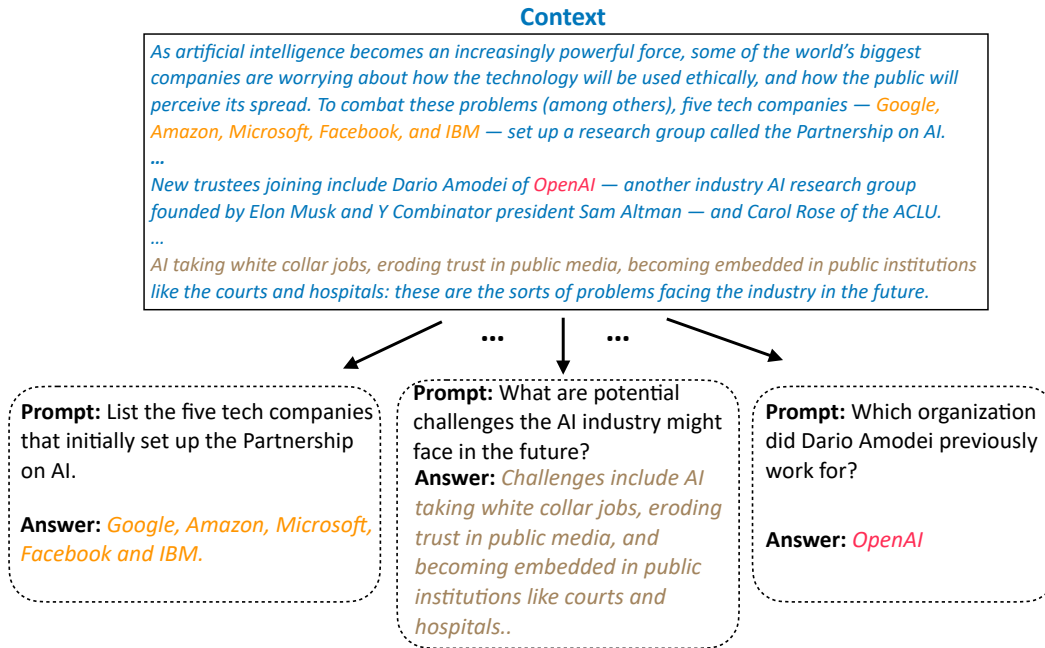 Context
As artificial intelligence becomes an increasingly powerful force, some of the world's biggest
companies are worrying about how the technology will be used ethically, and how the public will
perceive its spread. To combat these problems (among others), five tech companies — Google,
Amazon, Microsoft, Facebook, and IBM — set up a research group called the Partnership on AI.
...
New trustees joining include Dario Amodei of OpenAI — another industry AI research group
founded by Elon Musk and Y Combinator president Sam Altman — and Carol Rose of the ACLU.
...
AI taking white collar jobs, eroding trust in public media, becoming embedded in public institutions
like the courts and hospitals: these are the sorts of problems facing the industry in the future.
... ...
Prompt: List the five tech companies
that initially set up the Partnership
on AI.
Answer: Google, Amazon, Microsoft,
Facebook and IBM.
Prompt: What are potential
challenges the AI industry might
face in the future?
Answer: Challenges include AI
taking white collar jobs, eroding
trust in public media, and
becoming embedded in public
institutions like courts and
hospitals..
Prompt: Which organization
did Dario Amodei previously
work for?
Answer: OpenAI